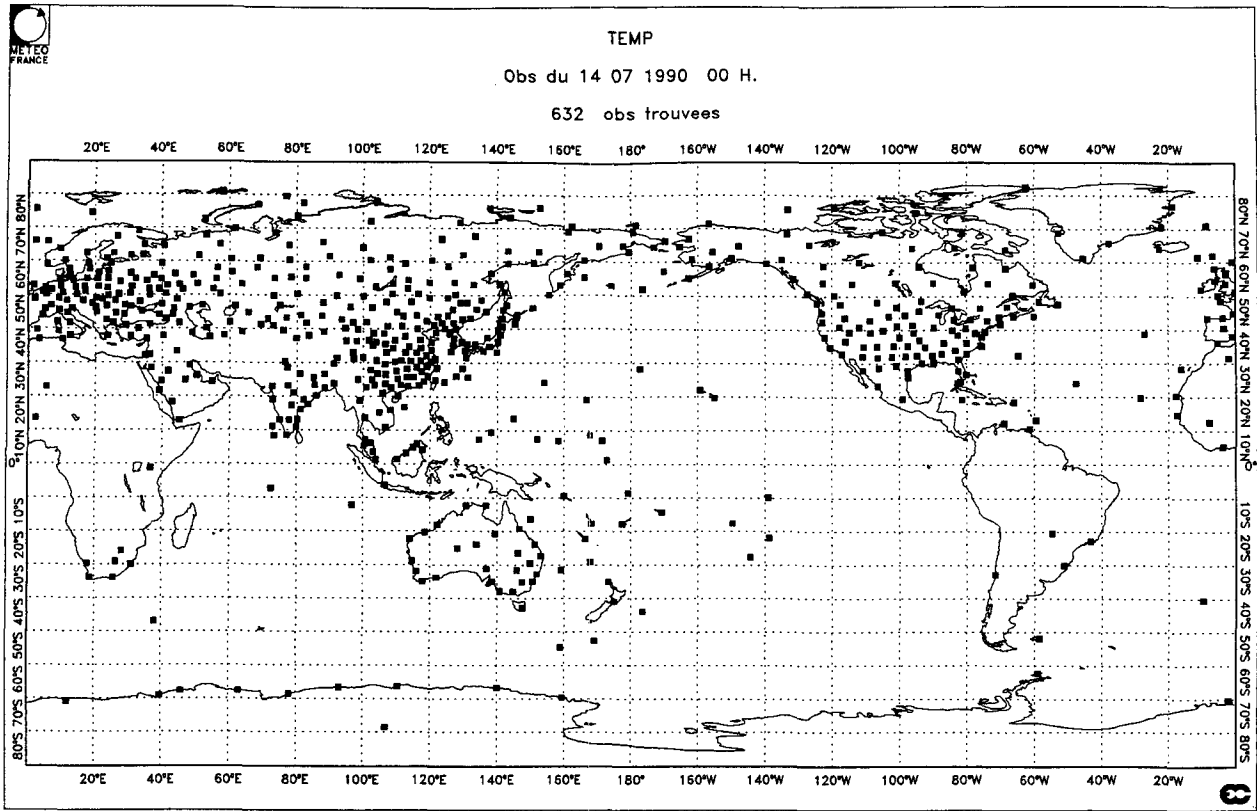 METEO
FRANCE
TEMP
Obs du 14 07 1990 00 H.
632 obs trouvees
20°E 40°E 60°E 80°E 100°E 120°E 140°E 160°E 180° 160°W 140°W 120°W 100°W 80°W 60°W 40°W 20°W
80°N 80°N
70°N 70°N
60°N 60°N
50°N 50°N
40°N 40°N
30°N 30°N
20°N 20°N
10°N 10°N
0° 0°
10°S 10°S
20°S 20°S
30°S 30°S
40°S 40°S
50°S 50°S
60°S 60°S
70°S 70°S
80°S 80°S
20°E 40°E 60°E 80°E 100°E 120°E 140°E 160°E 180° 160°W 140°W 120°W 100°W 80°W 60°W 40°W 20°W